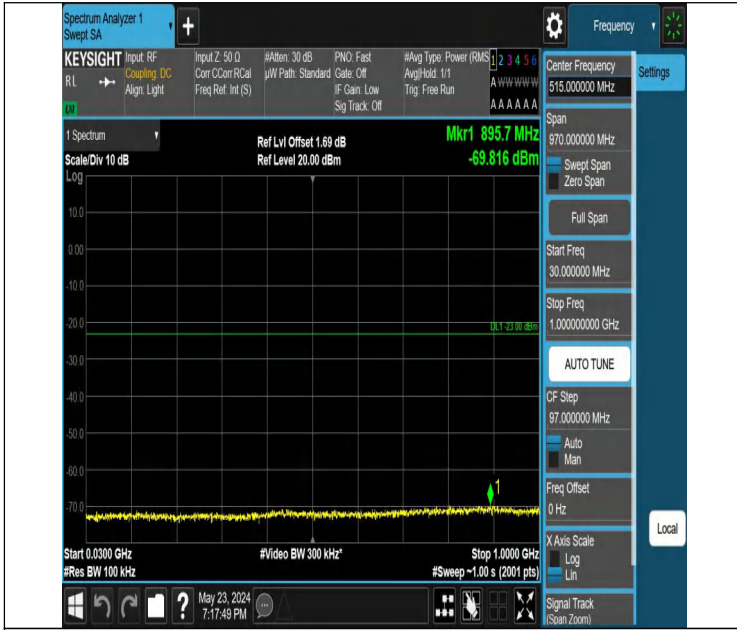 Spectrum Analyzer 1
Swept SA
Frequency
KEYSIGHT
RL
Input: RF
Coupling: DC
Align: Light
Input Z: 50 Ω
Corr CCorr RCal
Freq Ref: Int (S)
#Atten: 30 dB
µW Path: Standard
PNO: Fast
Gate: Off
IF Gain: Low
Sig Track: Off
#Avg Type: Power (RMS
Avg|Hold: 1/1
Trig: Free Run
1 2 3 4 5 6
A W W W W W
A A A A A A
1 Spectrum
Scale/Div 10 dB
Log
Ref Lvl Offset 1.69 dB
Ref Level 20.00 dBm
Mkr1 895.7 MHz
-69.816 dBm
10.0
0.00
-10.0
-20.0
DL1 -23.00 dBm
-30.0
-40.0
-50.0
-60.0
1
-70.0
Start 0.0300 GHz
#Res BW 100 kHz
#Video BW 300 kHz*
Stop 1.0000 GHz
#Sweep ~1.00 s (2001 pts)
May 23, 2024
7:17:49 PM
Center Frequency
515.000000 MHz
Span
970.000000 MHz
Swept Span
Zero Span
Full Span
Start Freq
30.000000 MHz
Stop Freq
1.000000000 GHz
AUTO TUNE
CF Step
97.000000 MHz
Auto
Man
Freq Offset
0 Hz
X Axis Scale
Log
Lin
Signal Track
(Span Zoom)
Settings
Local